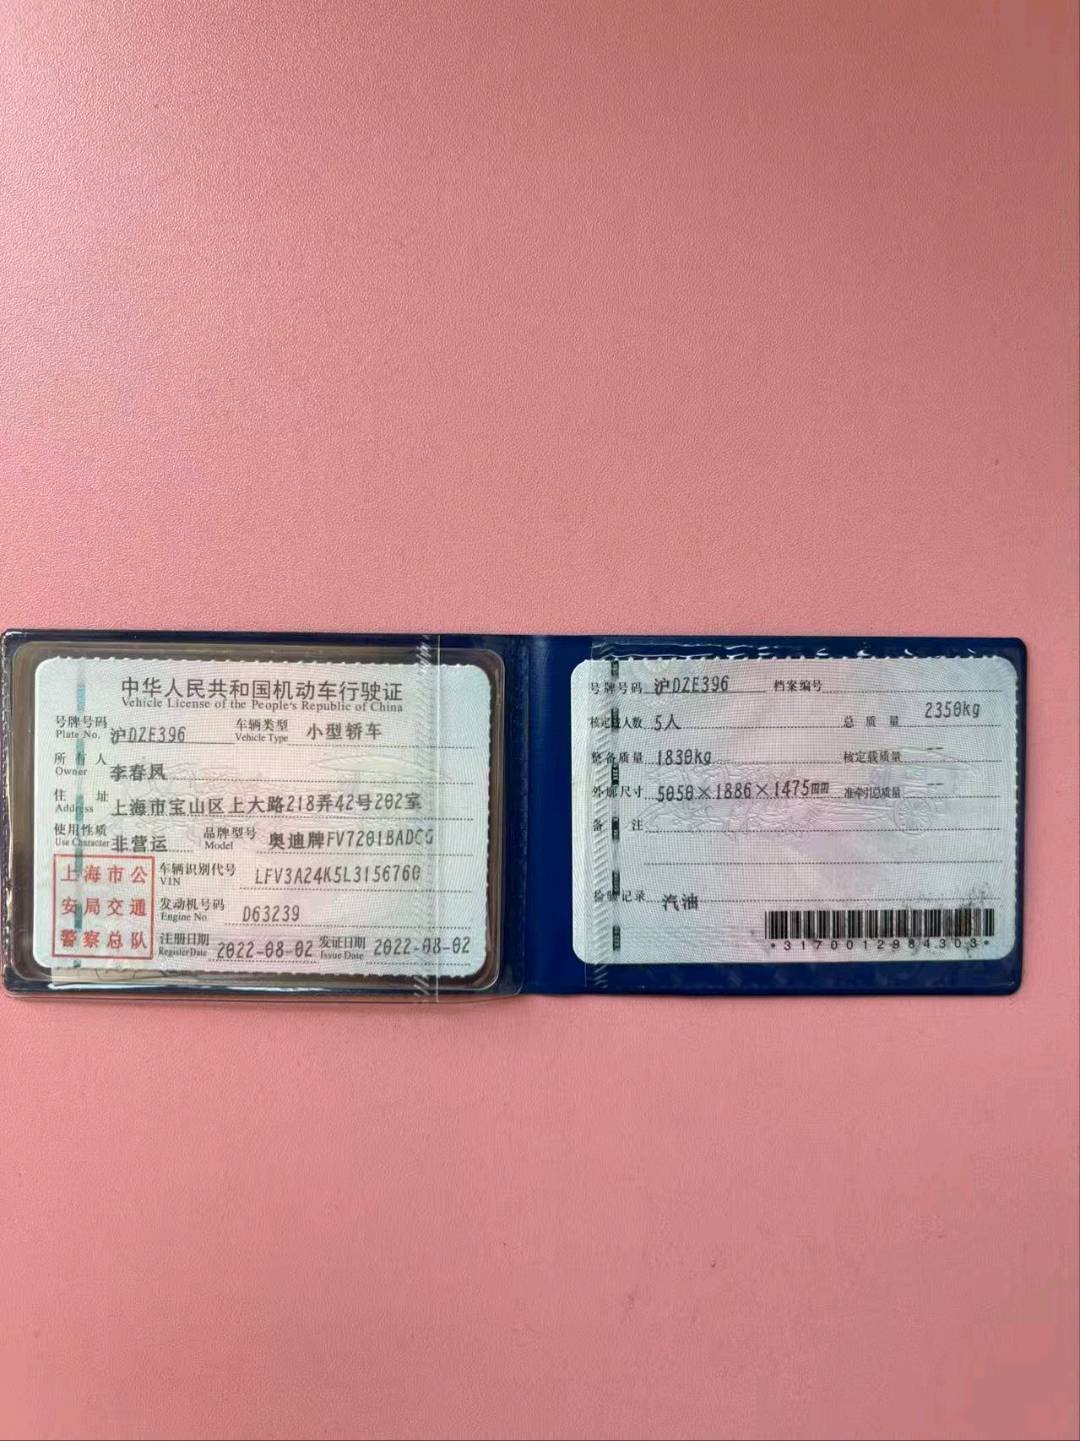 中华人民共和国机动车行驶证
Vehicle License of the People's Republic of China
号牌号码 Plate No. 沪DZE396 车辆类型 Vehicle Type 小型轿车
所有人 Owner 李春凤
住址 Address 上海市宝山区上大路218弄42号202室
使用性质 Use Character 非营运 品牌型号 Model 奥迪牌FV7201BADCG
上海市公安局交通警察总队
车辆识别代号 VIN LFV3A24K5L3156760
发动机号码 Engine No. D63239
注册日期 Register Date 2022-08-02 发证日期 Issue Date 2022-08-02
号牌号码 沪DZE396 档案编号
核定载人数 5人 总质量 2350kg
整备质量 1830kg 核定载质量 --
外廓尺寸 5050×1886×1475 准牵引总质量 --
备注
检验记录 汽油
*3170012984303*